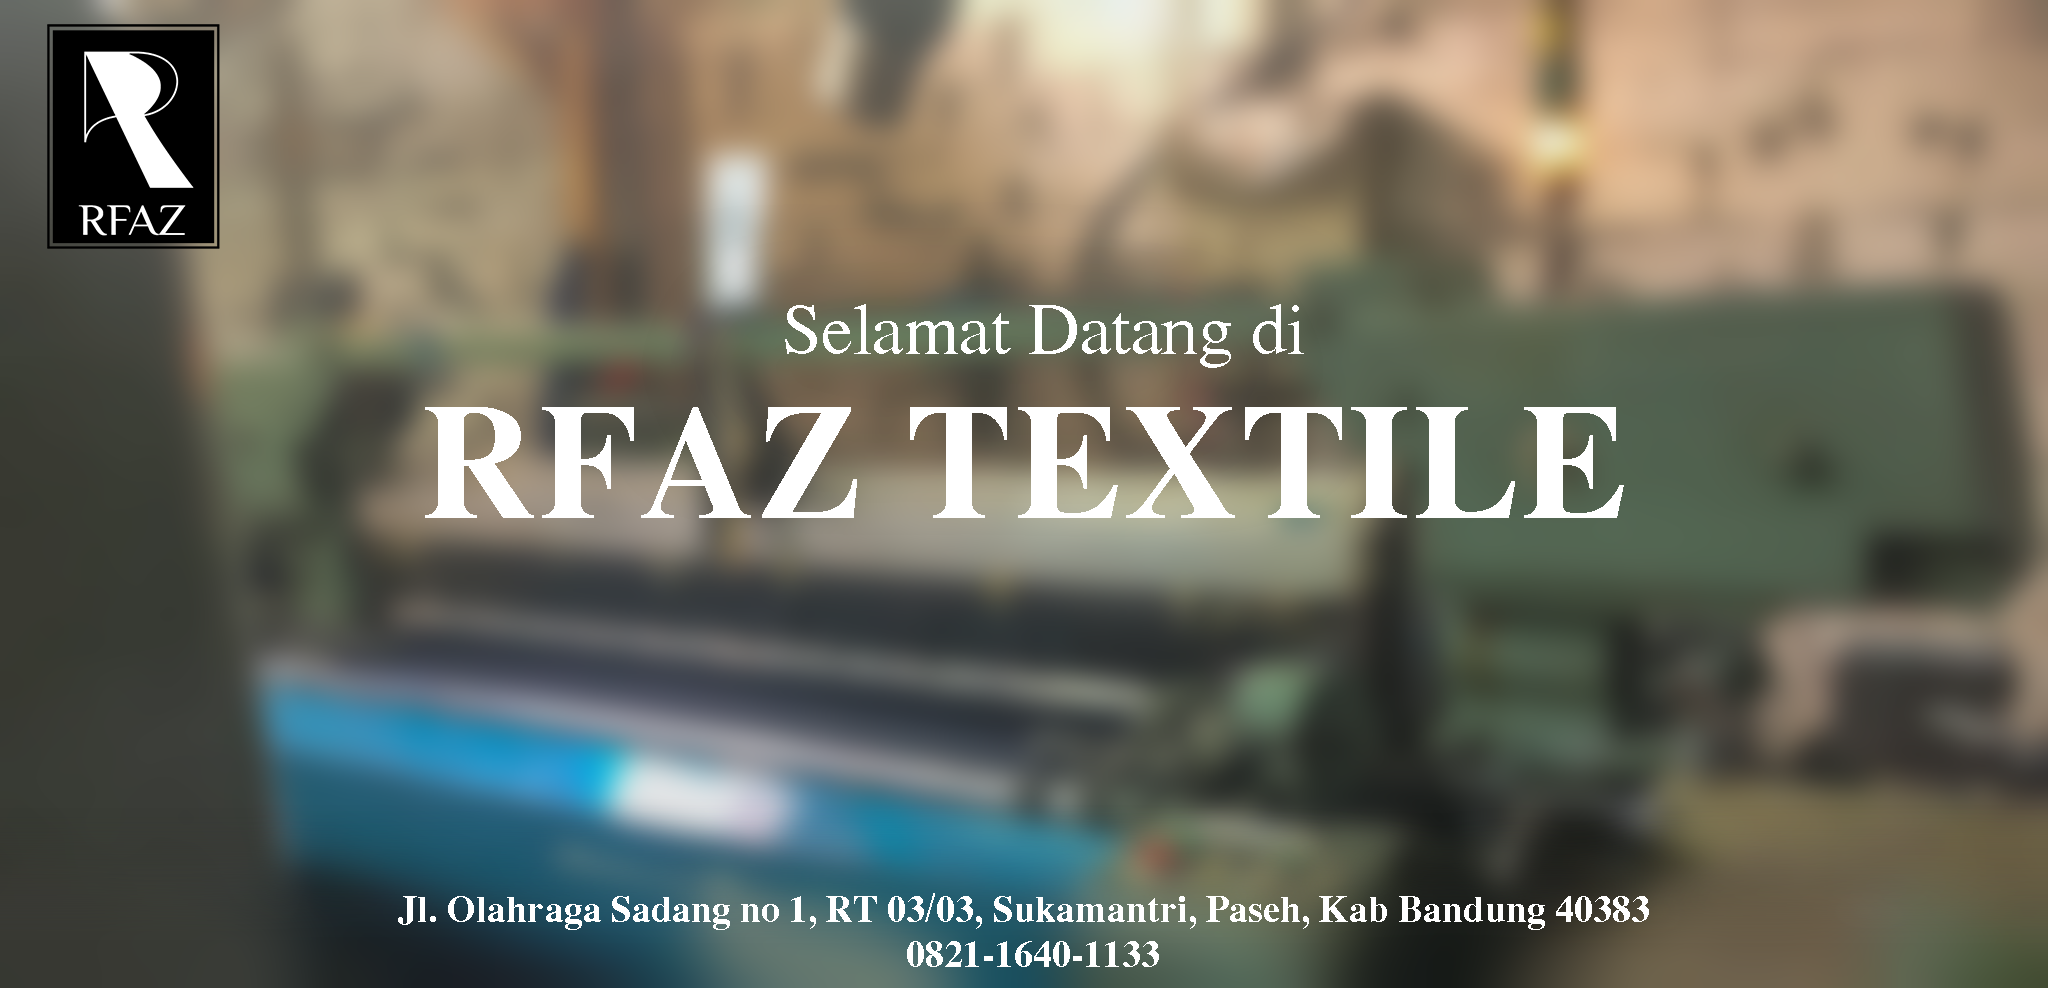 RFAZ
Selamat Datang di
RFAZ TEXTILE
Jl. Olahraga Sadang no 1, RT 03/03, Sukamantri, Paseh, Kab Bandung 40383
0821-1640-1133